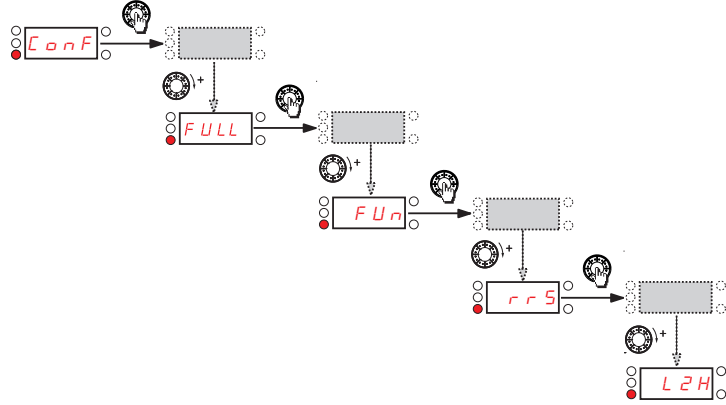 ConF
+
FULL
+
FUn
+
rrS
+
L2H